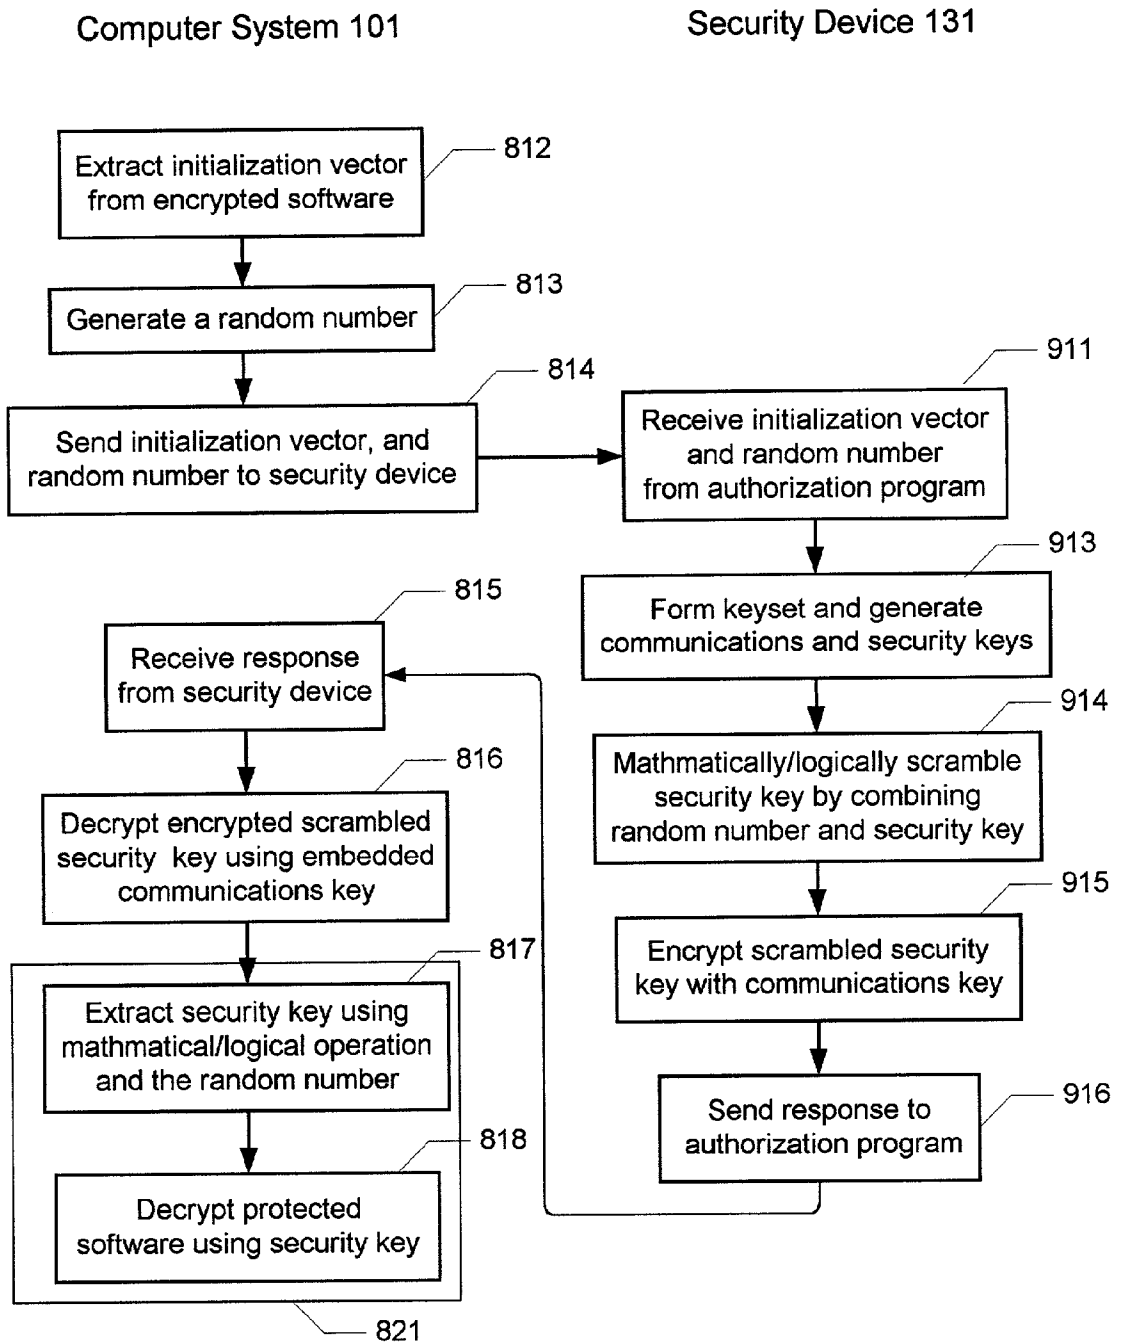 Computer System 101
Security Device 131
812
Extract initialization vector
from encrypted software
813
Generate a random number
814
Send initialization vector, and
random number to security device
911
Receive initialization vector
and random number
from authorization program
913
Form keyset and generate
communications and security keys
914
Mathmatically/logically scramble
security key by combining
random number and security key
915
Encrypt scrambled security
key with communications key
916
Send response to
authorization program
815
Receive response
from security device
816
Decrypt encrypted scrambled
security key using embedded
communications key
817
Extract security key using
mathmatical/logical operation
and the random number
818
Decrypt protected
software using security key
821